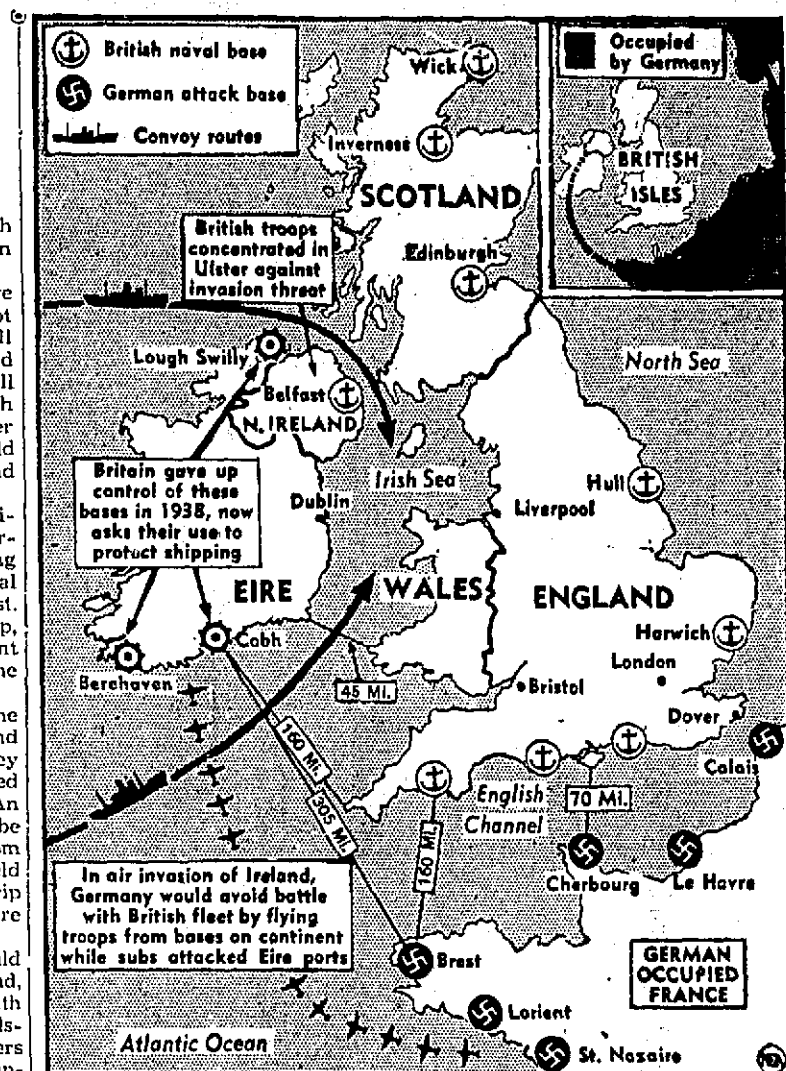 British naval base
German attack base
Convoy routes
Occupied
by Germany
BRITISH
ISLES
Wick
Inverness
SCOTLAND
British troops
concentrated in
Ulster against
invasion threat
Edinburgh
North Sea
Lough Swilly
Belfast
N. IRELAND
Britain gave up
control of these
bases in 1938, now
asks their use to
protect shipping
Irish Sea
Dublin
Liverpool
Hull
EIRE
WALES
ENGLAND
Harwich
Cobh
London
Berehaven
45 Mi.
Bristol
Dover
160 Mi.
305 Mi.
Calais
English
Channel
70 Mi.
160 Mi.
Cherbourg
Le Havre
In air invasion of Ireland,
Germany would avoid battle
with British fleet by flying
troops from bases on continent
while subs attacked Eire ports
Brest
GERMAN
OCCUPIED
FRANCE
Lorient
Atlantic Ocean
St. Nazaire